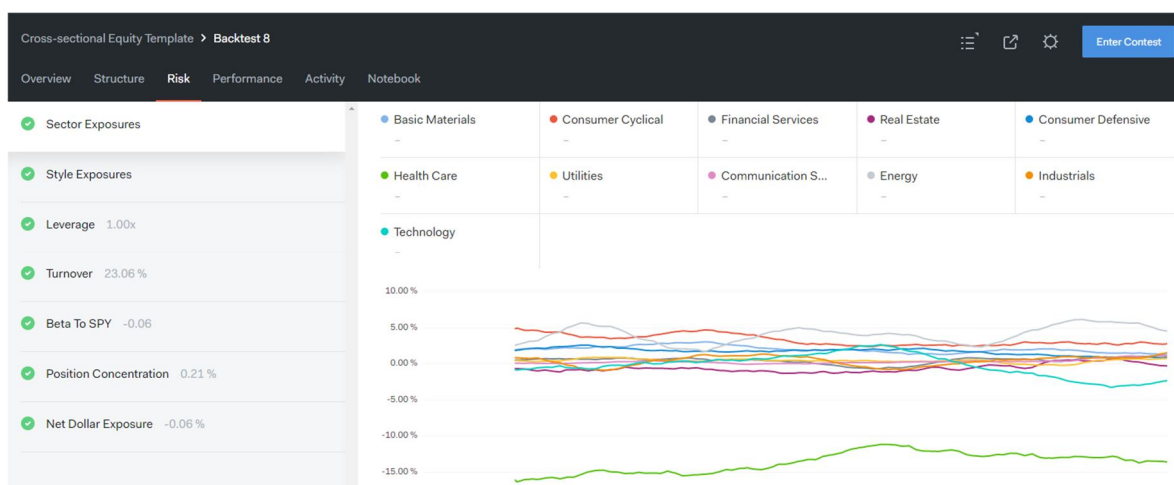 Cross-sectional Equity Template > Backtest 8
Enter Contest
Overview Structure Risk Performance Activity Notebook
Sector Exposures
Style Exposures
Leverage 1.00x
Turnover 23.06 %
Beta To SPY -0.06
Position Concentration 0.21 %
Net Dollar Exposure -0.06 %
Basic Materials Consumer Cyclical Financial Services Real Estate Consumer Defensive
– – – – –
Health Care Utilities Communication S... Energy Industrials
– – – – –
Technology
–
10.00 %
5.00 %
0.00 %
-5.00 %
-10.00 %
-15.00 %